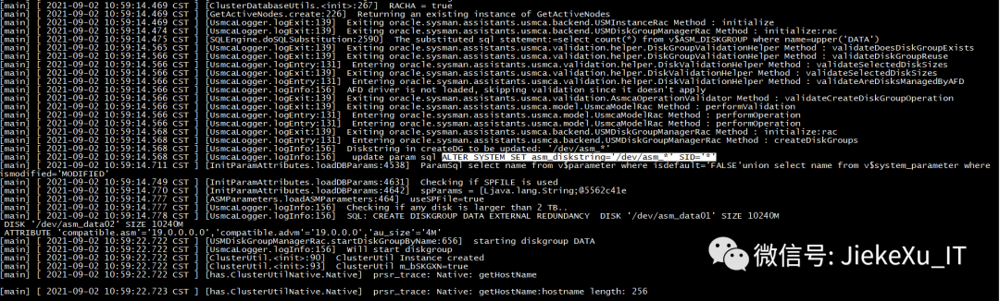 [main] [ 2021-09-02 10:59:14.469 CST ] [ClusterDatabaseUtils.<init>:267]  RACHA = true
[main] [ 2021-09-02 10:59:14.469 CST ] [GetActiveNodes.create:226]  Returning an existing instance of GetActiveNodes
[main] [ 2021-09-02 10:59:14.469 CST ] [UsmcaLogger.logExit:139]  Exiting oracle.sysman.assistants.usmca.backend.USMInstanceRac Method : initialize
[main] [ 2021-09-02 10:59:14.474 CST ] [UsmcaLogger.logExit:139]  Exiting oracle.sysman.assistants.usmca.backend.USMDiskGroupManagerRac Method : initialize:rac
[main] [ 2021-09-02 10:59:14.475 CST ] [SQLEngine.doSQLSubstitution:2590]  The substituted sql statement:=select count(*) from v$ASM_DISKGROUP where name=upper('DATA')
[main] [ 2021-09-02 10:59:14.565 CST ] [UsmcaLogger.logExit:139]  Exiting oracle.sysman.assistants.usmca.validation.helper.DiskGroupValidationHelper Method : validateDoesDiskGroupExists
[main] [ 2021-09-02 10:59:14.566 CST ] [UsmcaLogger.logExit:139]  Exiting oracle.sysman.assistants.usmca.validation.helper.DiskGroupValidationHelper Method : validateDiskGroupReuse
[main] [ 2021-09-02 10:59:14.566 CST ] [UsmcaLogger.logEntry:131]  Entering oracle.sysman.assistants.usmca.validation.helper.DiskValidationHelper Method : validateSelectedDiskSizes
[main] [ 2021-09-02 10:59:14.566 CST ] [UsmcaLogger.logExit:139]  Exiting oracle.sysman.assistants.usmca.validation.helper.DiskValidationHelper Method : validateSelectedDiskSizes
[main] [ 2021-09-02 10:59:14.566 CST ] [UsmcaLogger.logEntry:131]  Entering oracle.sysman.assistants.usmca.validation.helper.DiskValidationHelper Method : validateAreDisksManagedByAFD
[main] [ 2021-09-02 10:59:14.566 CST ] [UsmcaLogger.logInfo:156]  AFD driver is not loaded, skipping validation since it doesn't apply
[main] [ 2021-09-02 10:59:14.566 CST ] [UsmcaLogger.logExit:139]  Exiting oracle.sysman.assistants.usmca.validation.AsmcaOperationValidator Method : validateCreateDiskGroupOperation
[main] [ 2021-09-02 10:59:14.566 CST ] [UsmcaLogger.logExit:139]  Exiting oracle.sysman.assistants.usmca.model.UsmcaModelRac Method : performValidation
[main] [ 2021-09-02 10:59:14.566 CST ] [UsmcaLogger.logEntry:131]  Entering oracle.sysman.assistants.usmca.model.UsmcaModelRac Method : performOperation
[main] [ 2021-09-02 10:59:14.566 CST ] [UsmcaLogger.logEntry:131]  Entering oracle.sysman.assistants.usmca.model.UsmcaModel Method : performOperation
[main] [ 2021-09-02 10:59:14.568 CST ] [UsmcaLogger.logExit:139]  Exiting oracle.sysman.assistants.usmca.backend.USMDiskGroupManagerRac Method : initialize:rac
[main] [ 2021-09-02 10:59:14.568 CST ] [UsmcaLogger.logEntry:131]  Entering oracle.sysman.assistants.usmca.backend.USMDiskGroupManager Method : createDiskGroups
[main] [ 2021-09-02 10:59:14.568 CST ] [UsmcaLogger.logInfo:156]  Diskstring in createDG to be updated: '/dev/asm_*'
[main] [ 2021-09-02 10:59:14.568 CST ] [UsmcaLogger.logInfo:156]  update param sql ALTER SYSTEM SET asm_diskstring='/dev/asm_*' SID='*'
[main] [ 2021-09-02 10:59:14.711 CST ] [InitParamAttributes.loadDBParams:4538]  ParamSql select name from v$parameter where isdefault='FALSE'union select name from v$system_parameter where
ismodified='MODIFIED'
[main] [ 2021-09-02 10:59:14.749 CST ] [InitParamAttributes.loadDBParams:4631]  Checking if SPFILE is used
[main] [ 2021-09-02 10:59:14.770 CST ] [InitParamAttributes.loadDBParams:4642]  spParams = [Ljava.lang.String;@5562c41e
[main] [ 2021-09-02 10:59:14.777 CST ] [ASMParameters.loadASMParameters:464]  useSPFile=true
[main] [ 2021-09-02 10:59:14.777 CST ] [UsmcaLogger.logInfo:156]  Checking if any disk is larger than 2 TB..
[main] [ 2021-09-02 10:59:14.778 CST ] [UsmcaLogger.logInfo:156]  SQL: CREATE DISKGROUP DATA EXTERNAL REDUNDANCY  DISK '/dev/asm_data01' SIZE 10240M
DISK '/dev/asm_data02' SIZE 10240M
ATTRIBUTE 'compatible.asm'='19.0.0.0.0','compatible.advm'='19.0.0.0.0','au_size'='4M'
[main] [ 2021-09-02 10:59:22.722 CST ] [USMDiskGroupManagerRac.startDiskGroupByName:656]  starting diskgroup DATA
[main] [ 2021-09-02 10:59:22.722 CST ] [UsmcaLogger.logInfo:156]  Will start diskgroup
[main] [ 2021-09-02 10:59:22.722 CST ] [ClusterUtil.<init>:90]  ClusterUtil Instance created
[main] [ 2021-09-02 10:59:22.722 CST ] [ClusterUtil.<init>:93]  ClusterUtil m_bSKGXN=true
[main] [ 2021-09-02 10:59:22.722 CST ] [has.ClusterUtilNative.Native]  prsr_trace: Native: getHostName
[main] [ 2021-09-02 10:59:22.723 CST ] [has.ClusterUtilNative.Native]  prsr_trace: Native: getHostName:hostname length: 256
微信号: JiekeXu_IT